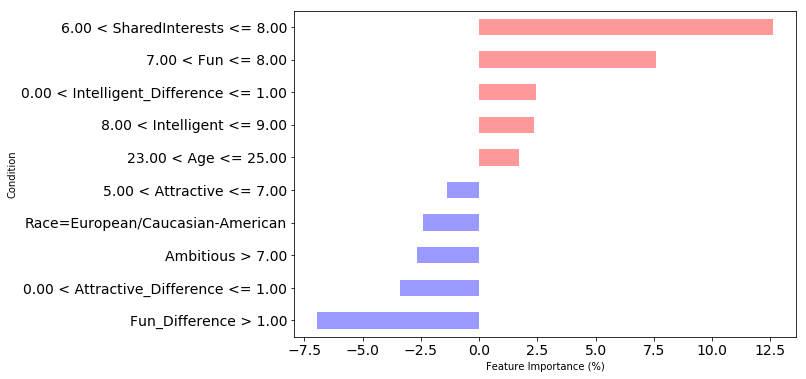 6.00 < SharedInterests <= 8.00
7.00 < Fun <= 8.00
0.00 < Intelligent_Difference <= 1.00
8.00 < Intelligent <= 9.00
23.00 < Age <= 25.00
5.00 < Attractive <= 7.00
Race=European/Caucasian-American
Ambitious > 7.00
0.00 < Attractive_Difference <= 1.00
Fun_Difference > 1.00
Condition
−7.5 −5.0 −2.5 0.0 2.5 5.0 7.5 10.0 12.5
Feature Importance (%)